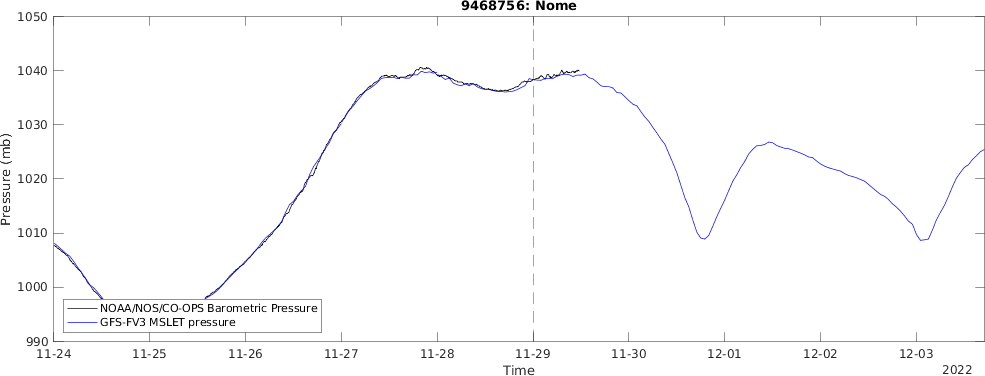 9468756: Nome
1050
1040
1030
1020
1010
1000
990
Pressure (mb)
NOAA/NOS/CO-OPS Barometric Pressure
GFS-FV3 MSLET pressure
11-24 11-25 11-26 11-27 11-28 11-29 11-30 12-01 12-02 12-03
Time
2022